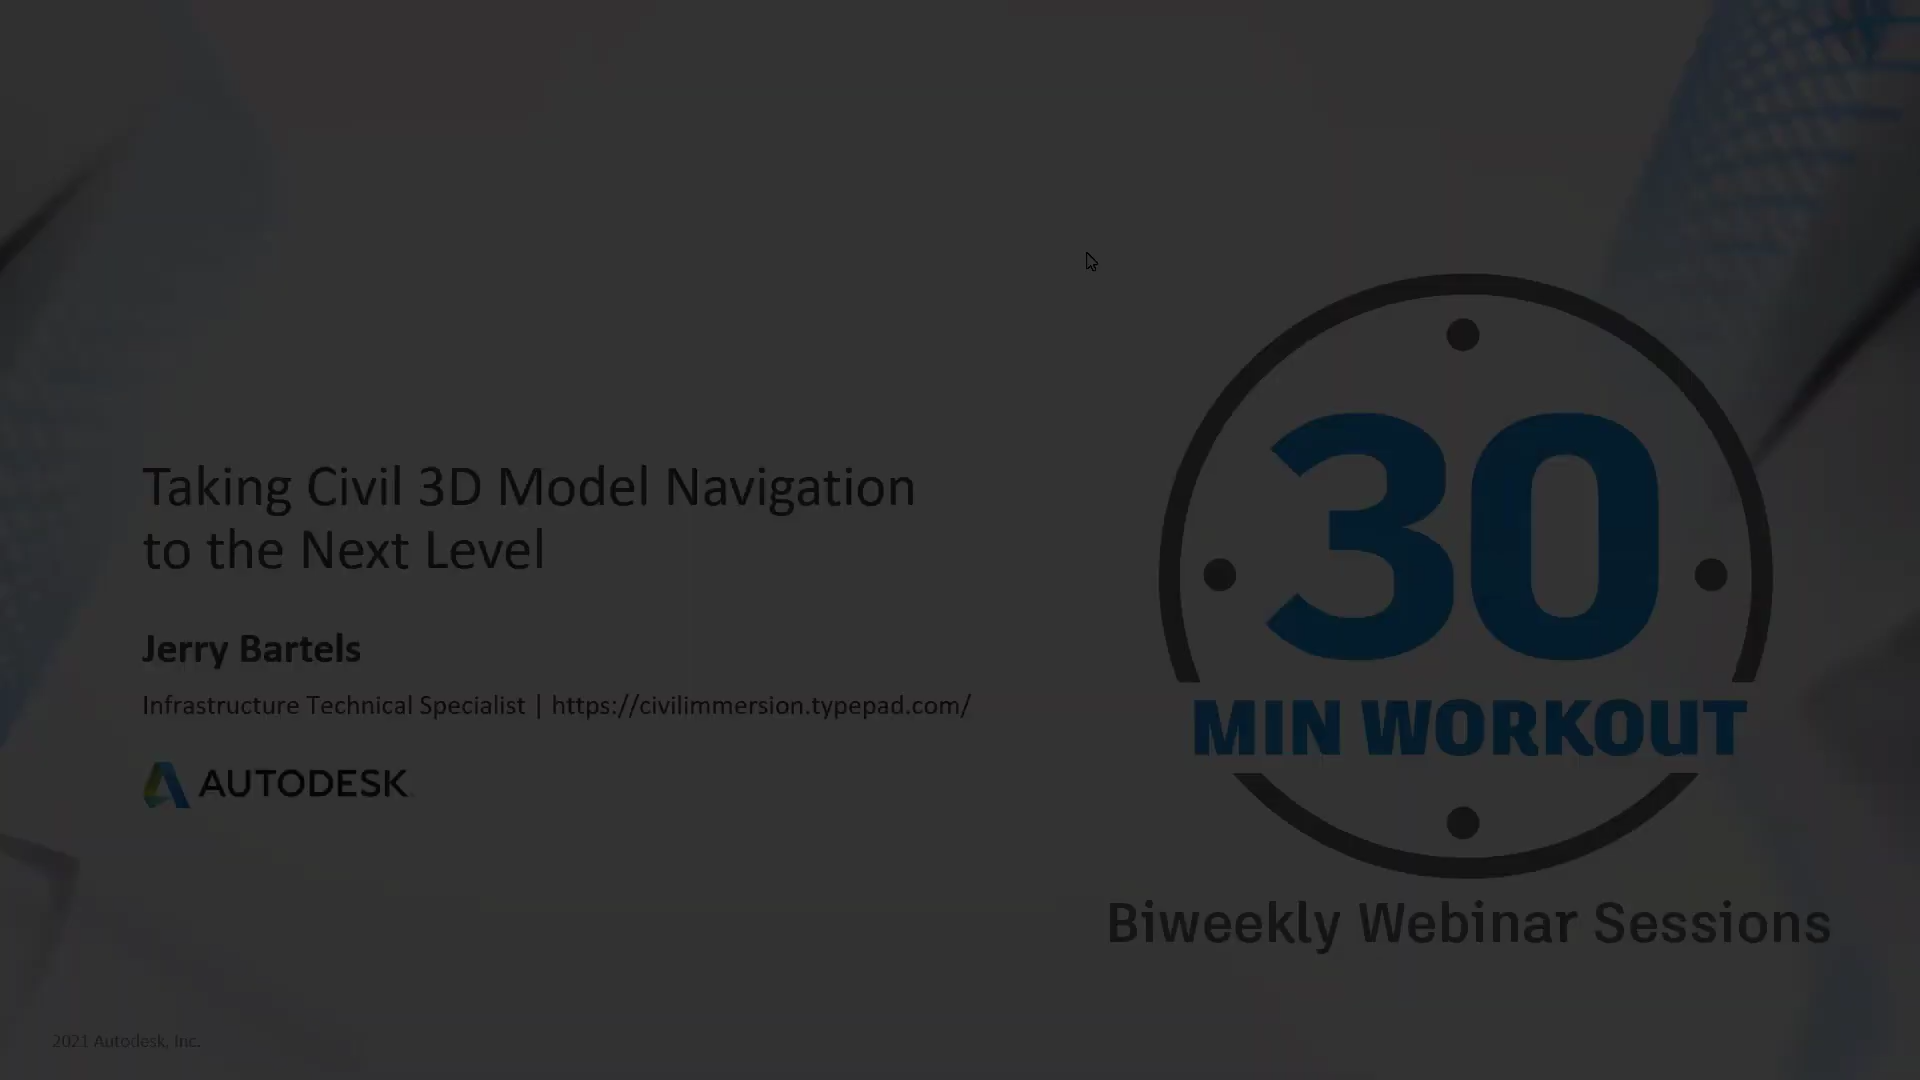 Taking Civil 3D Model Navigation
to the Next Level
Jerry Bartels
Infrastructure Technical Specialist | https://civilimmersion.typepad.com/
AUTODESK
30
MIN WORKOUT
Biweekly Webinar Sessions
2021 Autodesk, Inc.